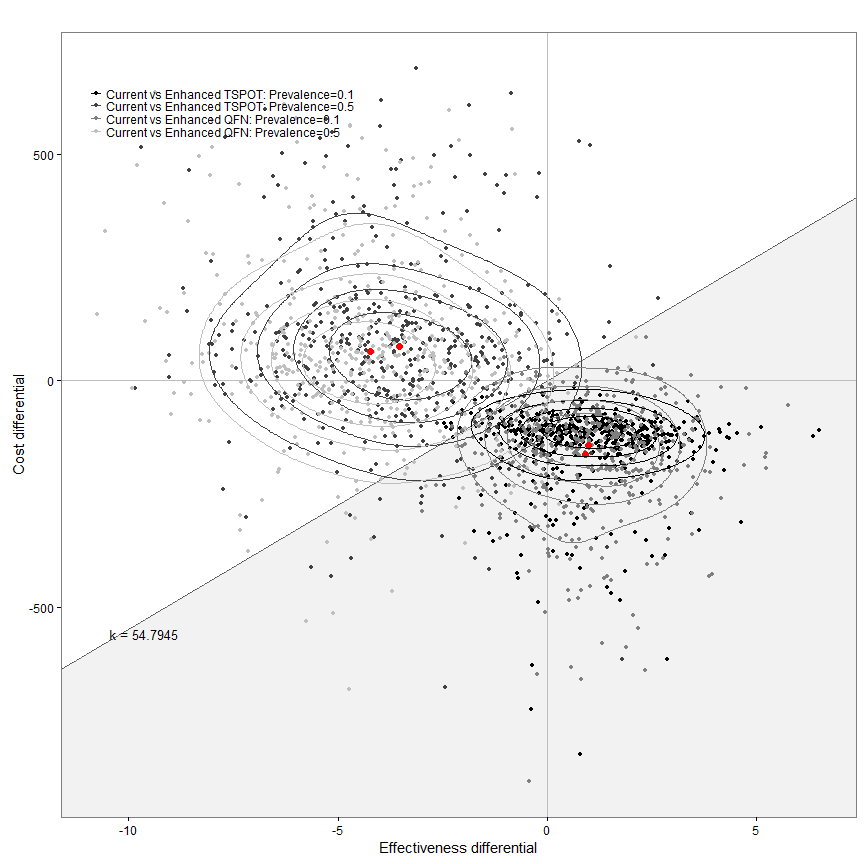 Current vs Enhanced TSPOT: Prevalence=0.1
Current vs Enhanced TSPOT: Prevalence=0.5
Current vs Enhanced QFN: Prevalence=0.1
Current vs Enhanced QFN: Prevalence=0.5
500
0
-500
Cost differential
k = 54.7945
-10
-5
0
5
Effectiveness differential